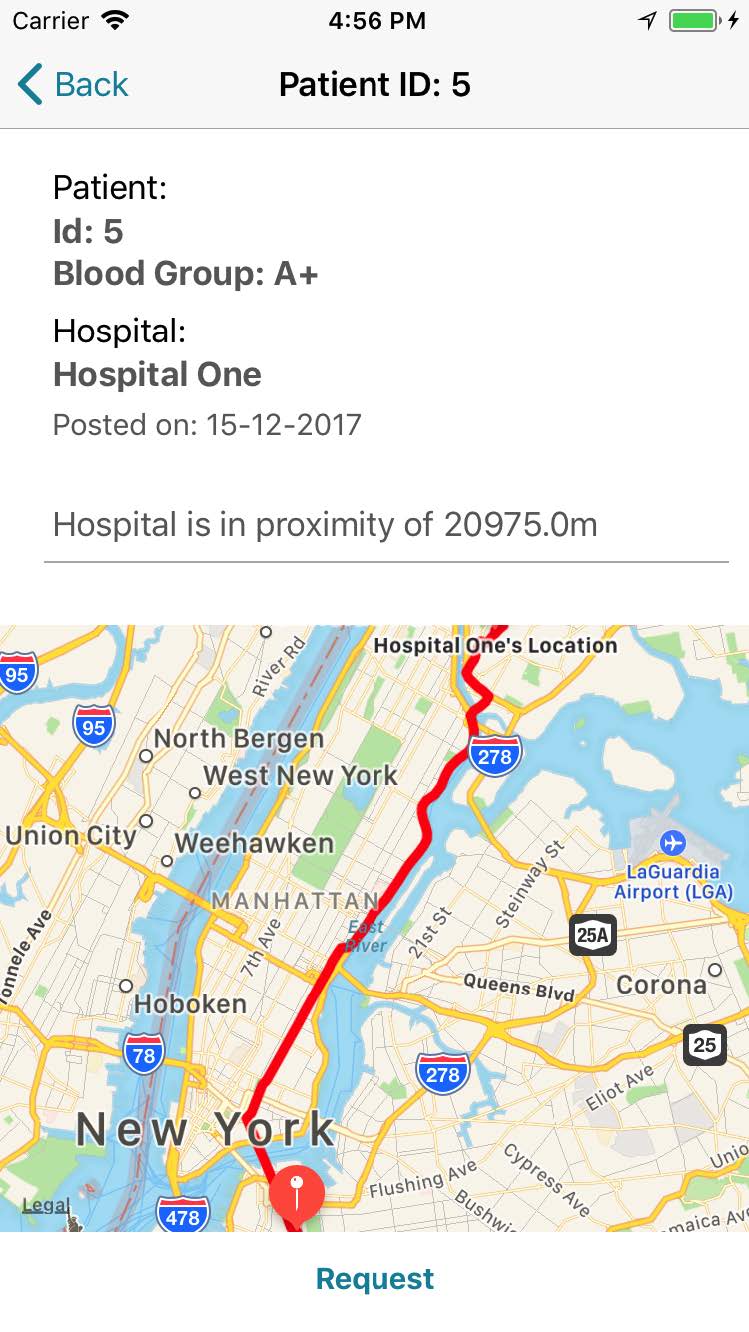 Carrier
4:56 PM
Back
Patient ID: 5
Patient:
Id: 5
Blood Group: A+
Hospital:
Hospital One
Posted on: 15-12-2017
Hospital is in proximity of 20975.0m
Hospital One's Location
River Rd
95
95
North Bergen
278
West New York
Union City
Weehawken
LaGuardia
Airport (LGA)
Steinway St
MANHATTAN
East
River
21st St
7th Ave
25A
Tonnele Ave
Queens Blvd
Corona
Hoboken
78
25
278
Eliot Ave
New York
Flushing Ave
Cypress Ave
Unio
Bushwi
Legal
478
maica Av
Request